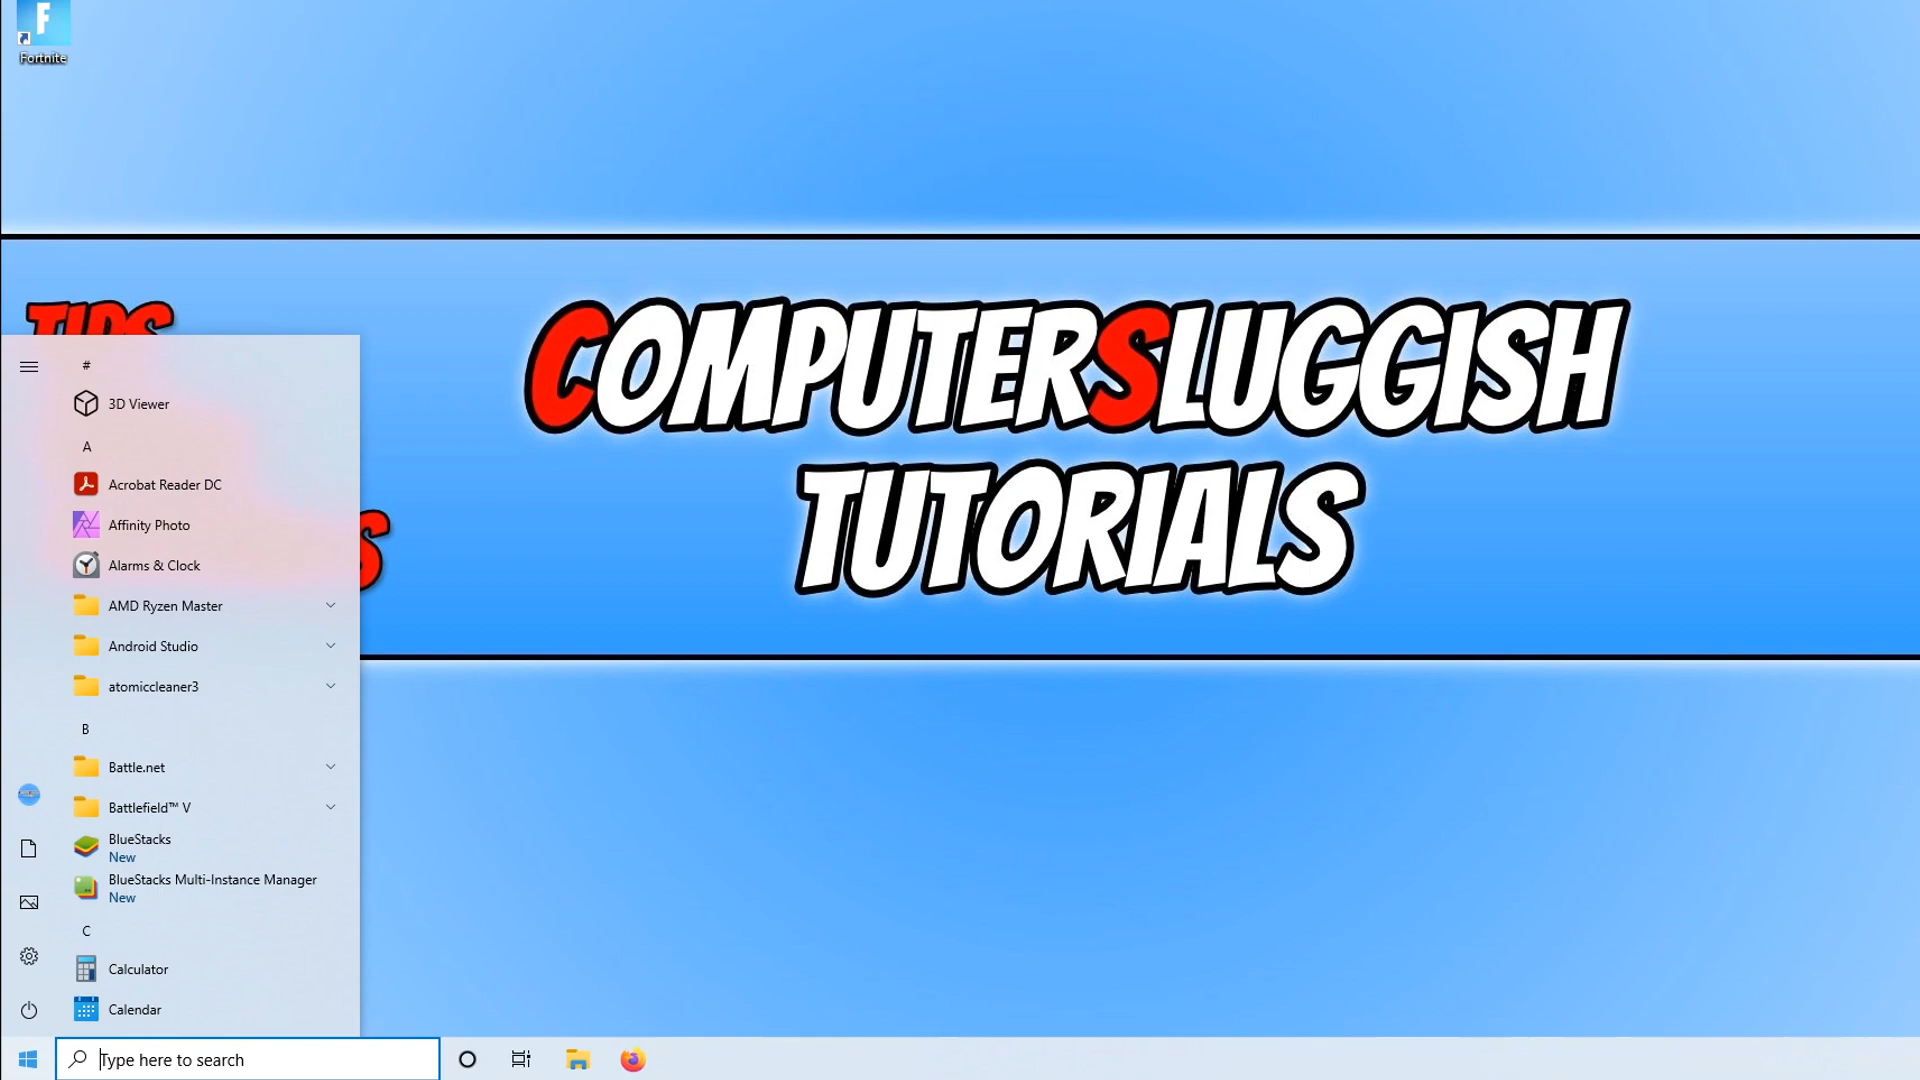 Fortnite
TIPS
COMPUTERSLUGGISH
TUTORIALS
#
3D Viewer
A
Acrobat Reader DC
Affinity Photo
Alarms & Clock
AMD Ryzen Master
Android Studio
atomiccleaner3
B
Battle.net
Battlefield™ V
BlueStacks
New
BlueStacks Multi-Instance Manager
New
C
Calculator
Calendar
Type here to search